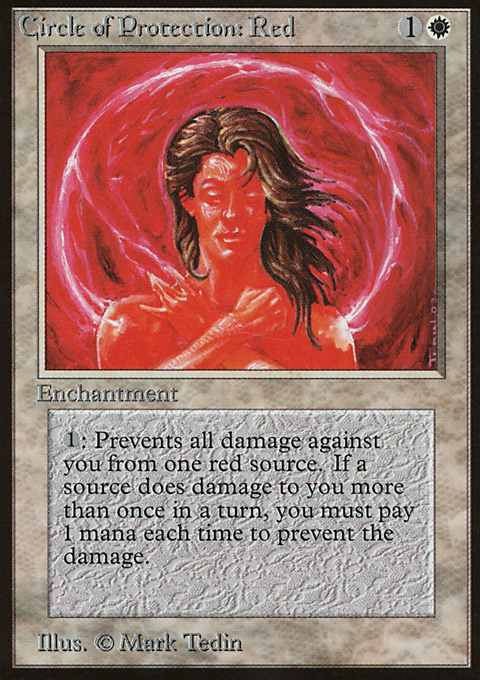 Circle of Protection: Red 1
Enchantment
1: Prevents all damage against
you from one red source. If a
source does damage to you more
than once in a turn, you must pay
1 mana each time to prevent the
damage.
Illus. © Mark Tedin